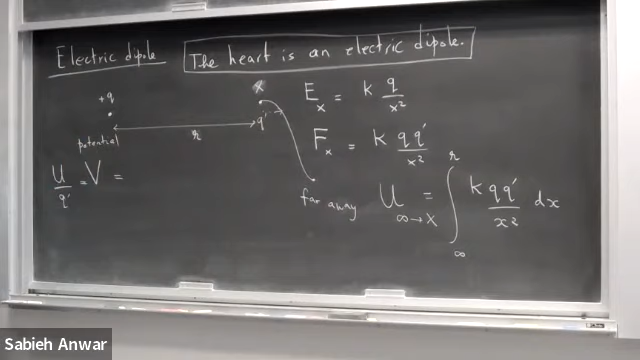 Electric dipole
The heart is an electric dipole.
+q
X
q'
r
potential
U/q' = V =
E_x = k q/x²
F_x = k qq'/x²
far away
U_∞→X = ∫_∞^r k qq'/x² dx
Sabieh Anwar